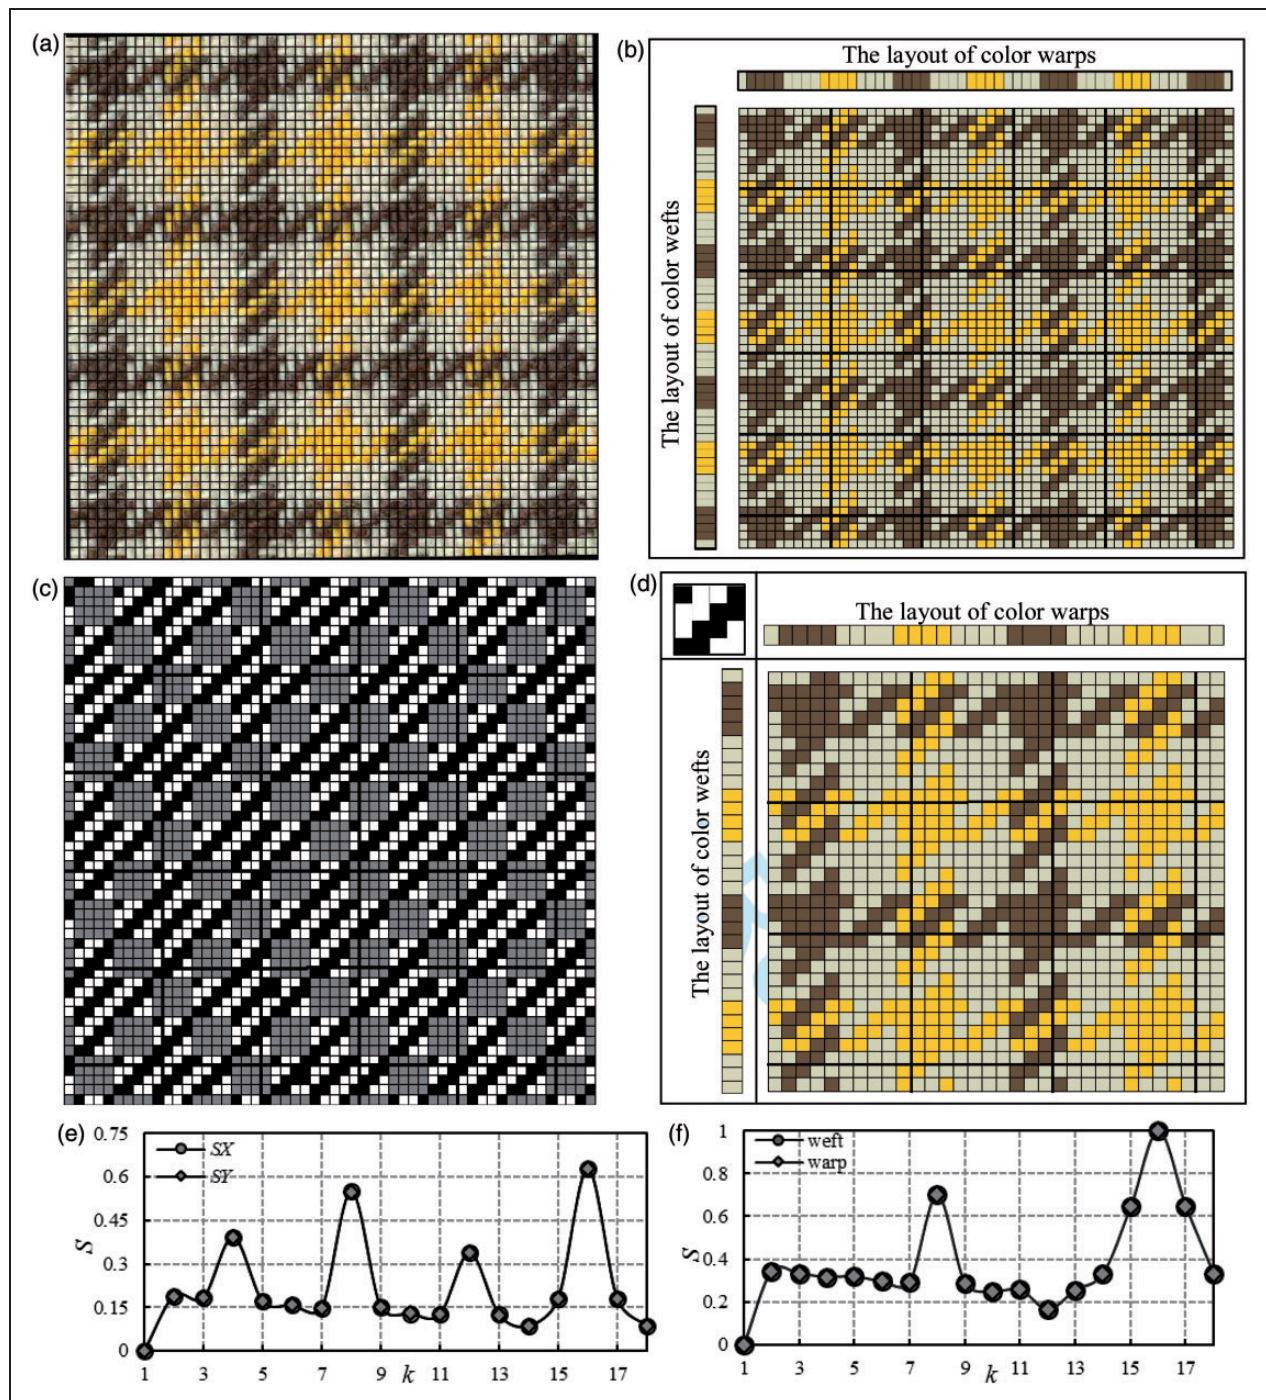 (a)
(b)
The layout of color warps
The layout of color wefts
(c)
(d)
The layout of color warps
The layout of color wefts
(e)
0.75
0.6
0.45
0.3
0.15
0
S
SX
SY
1 3 5 7 9 11 13 15 17
k
(f)
1
0.8
0.6
0.4
0.2
0
S
weft
warp
1 3 5 7 9 11 13 15 17
k